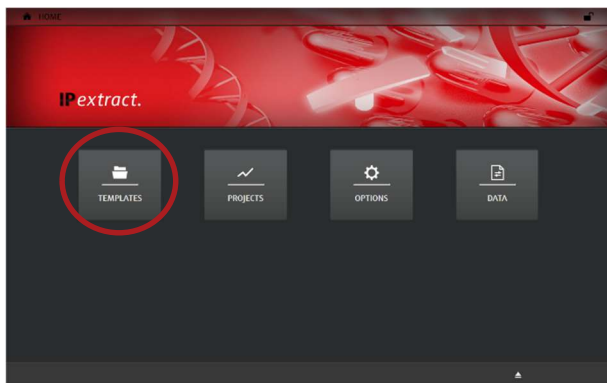 HOME
IPextract.
TEMPLATES
PROJECTS
OPTIONS
DATA